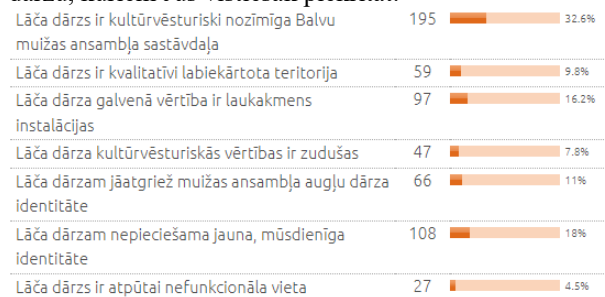 Lāča dārzs ir kultūrvēsturiski nozīmīga Balvu 195 32.6%
muižas ansambļa sastāvdaļa
Lāča dārzs ir kvalitatīvi labiekārtota teritorija 59 9.8%
Lāča dārza galvenā vērtība ir laukakmens 97 16.2%
instalācijas
Lāča dārza kultūrvēsturiskās vērtības ir zudušas 47 7.8%
Lāča dārzam jāatgriež muižas ansambļa augļu dārza 66 11%
identitāte
Lāča dārzam nepieciešama jauna, mūsdienīga 108 18%
identitāte
Lāča dārzs ir atpūtai nefunkcionāla vieta 27 4.5%